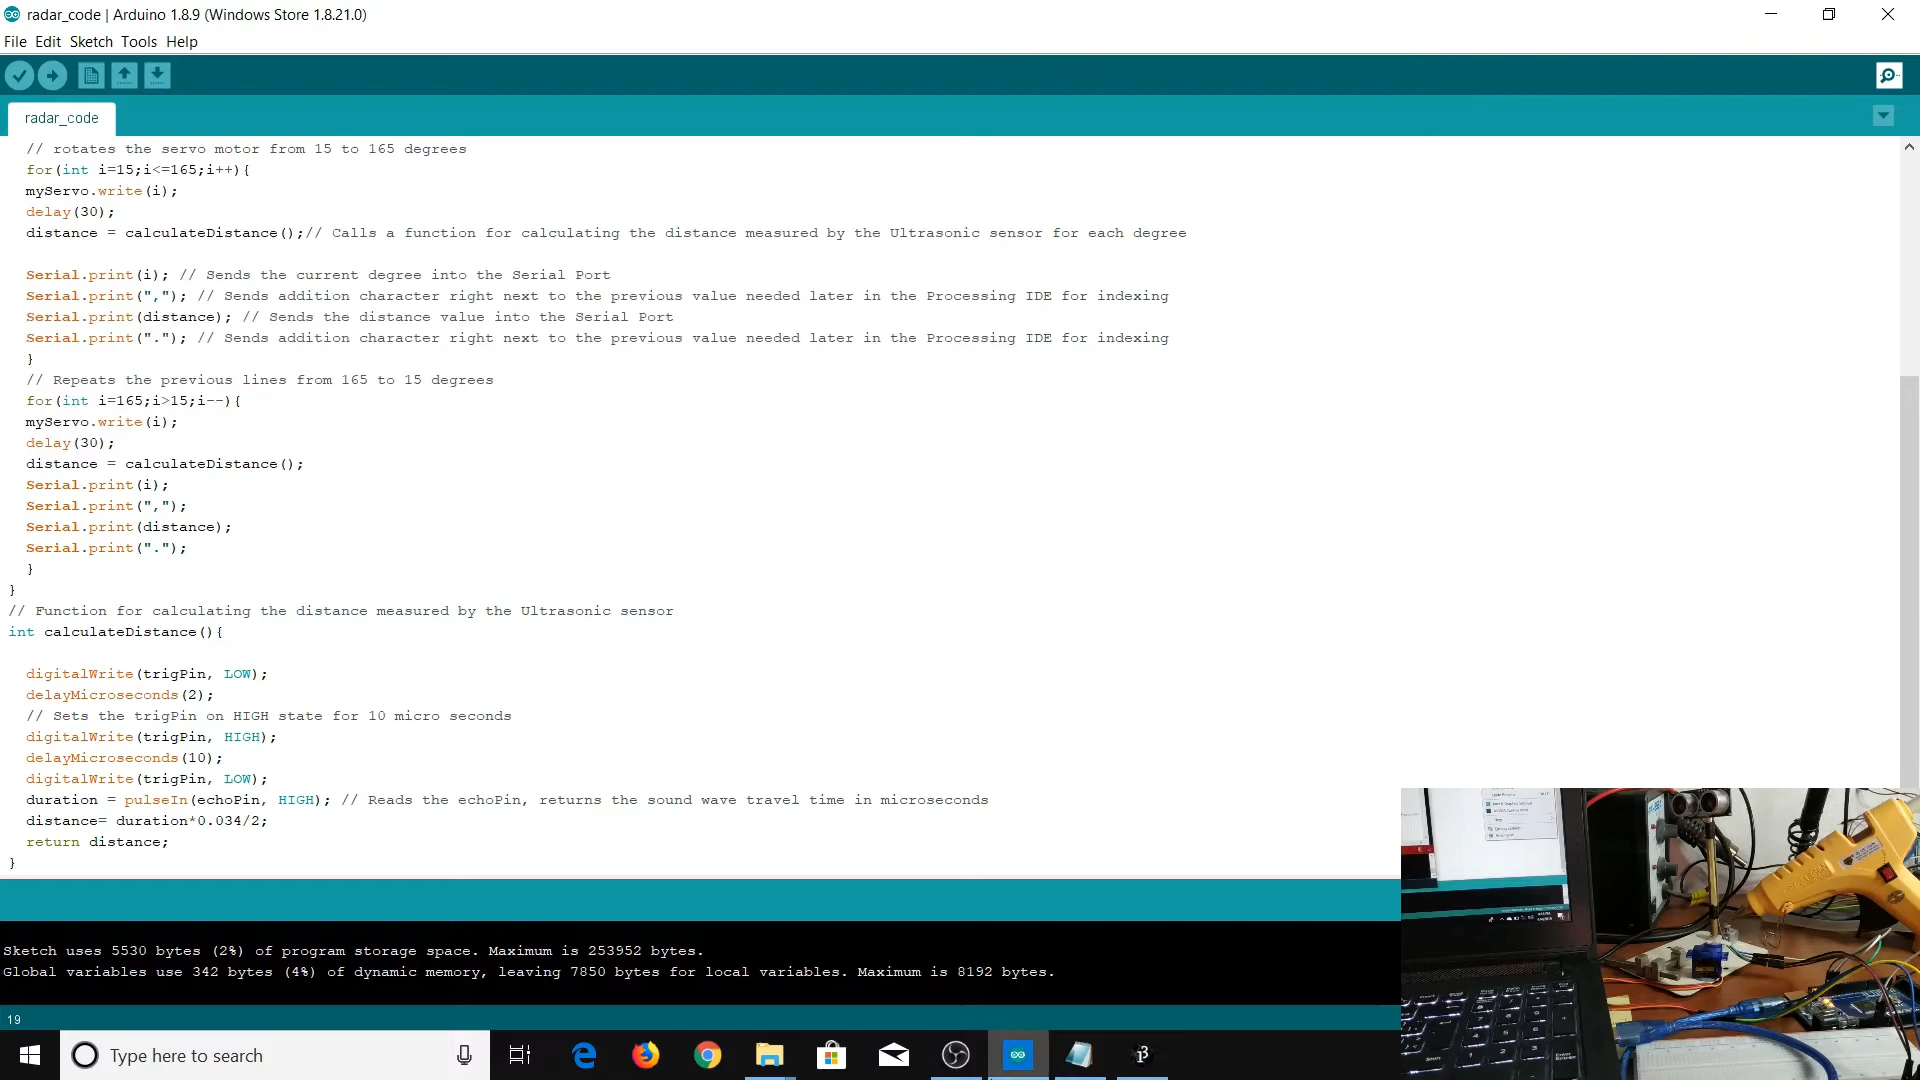 radar_code | Arduino 1.8.9 (Windows Store 1.8.21.0)
File Edit Sketch Tools Help
radar_code
// rotates the servo motor from 15 to 165 degrees
for(int i=15;i<=165;i++){
myServo.write(i);
delay(30);
distance = calculateDistance();// Calls a function for calculating the distance measured by the Ultrasonic sensor for each degree
Serial.print(i); // Sends the current degree into the Serial Port
Serial.print(","); // Sends addition character right next to the previous value needed later in the Processing IDE for indexing
Serial.print(distance); // Sends the distance value into the Serial Port
Serial.print("."); // Sends addition character right next to the previous value needed later in the Processing IDE for indexing
}
// Repeats the previous lines from 165 to 15 degrees
for(int i=165;i>15;i--){
myServo.write(i);
delay(30);
distance = calculateDistance();
Serial.print(i);
Serial.print(",");
Serial.print(distance);
Serial.print(".");
}
}
// Function for calculating the distance measured by the Ultrasonic sensor
int calculateDistance(){
digitalWrite(trigPin, LOW);
delayMicroseconds(2);
// Sets the trigPin on HIGH state for 10 micro seconds
digitalWrite(trigPin, HIGH);
delayMicroseconds(10);
digitalWrite(trigPin, LOW);
duration = pulseIn(echoPin, HIGH); // Reads the echoPin, returns the sound wave travel time in microseconds
distance= duration*0.034/2;
return distance;
}
Sketch uses 5530 bytes (2%) of program storage space. Maximum is 253952 bytes.
Global variables use 342 bytes (4%) of dynamic memory, leaving 7850 bytes for local variables. Maximum is 8192 bytes.
19
Type here to search